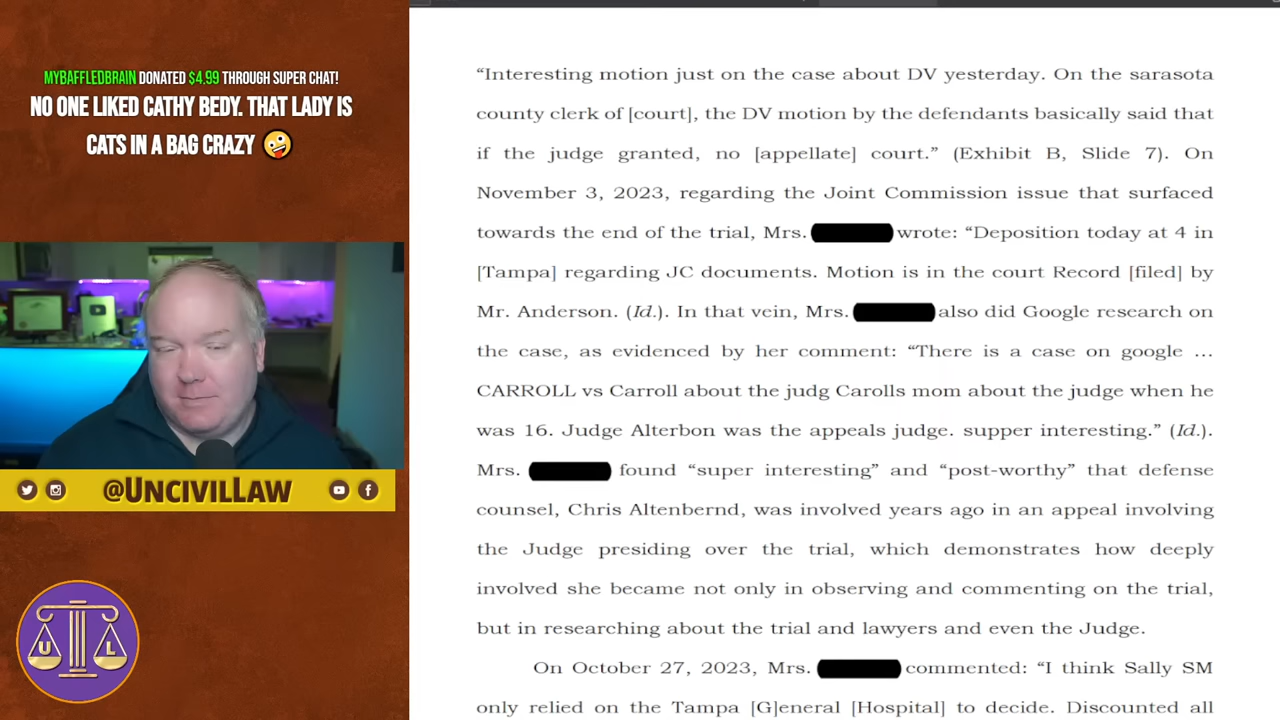 MYBAFFLEDBRAIN DONATED $4.99 THROUGH SUPER CHAT!
NO ONE LIKED CATHY BEDY. THAT LADY IS
CATS IN A BAG CRAZY 🤪
@UNCIVILLAW
U L
“Interesting motion just on the case about DV yesterday. On the sarasota
county clerk of [court], the DV motion by the defendants basically said that
if the judge granted, no [appellate] court.” (Exhibit B, Slide 7). On
November 3, 2023, regarding the Joint Commission issue that surfaced
towards the end of the trial, Mrs. wrote: “Deposition today at 4 in
[Tampa] regarding JC documents. Motion is in the court Record [filed] by
Mr. Anderson. (Id.). In that vein, Mrs. also did Google research on
the case, as evidenced by her comment: “There is a case on google …
CARROLL vs Carroll about the judg Carolls mom about the judge when he
was 16. Judge Alterbon was the appeals judge. supper interesting.” (Id.).
Mrs. found “super interesting” and “post-worthy” that defense
counsel, Chris Altenbernd, was involved years ago in an appeal involving
the Judge presiding over the trial, which demonstrates how deeply
involved she became not only in observing and commenting on the trial,
but in researching about the trial and lawyers and even the Judge.
On October 27, 2023, Mrs. commented: “I think Sally SM
only relied on the Tampa [G]eneral [Hospital] to decide. Discounted all